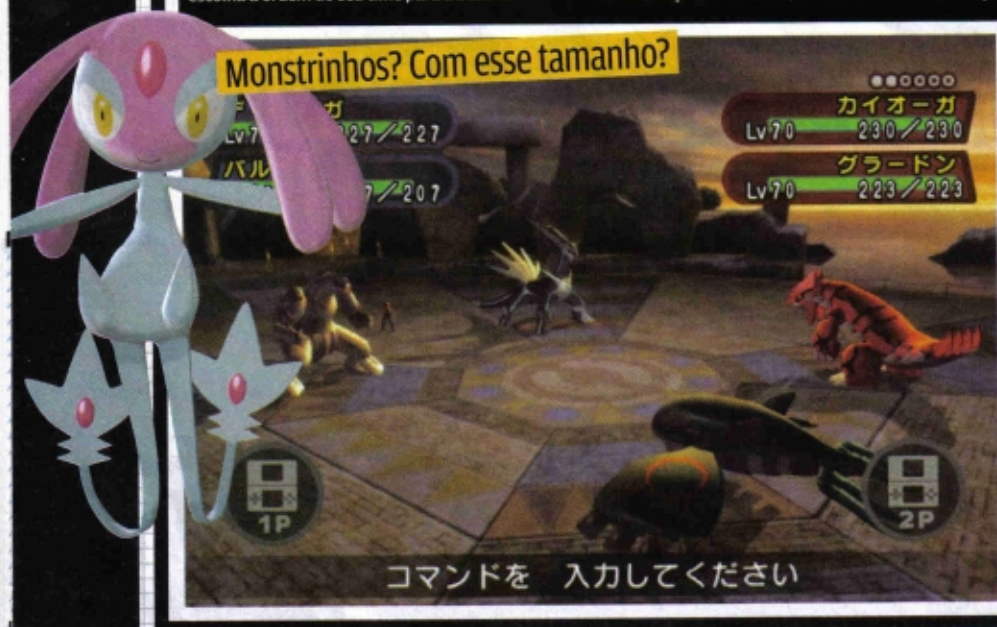 Monstrinhos? Com esse tamanho?
ガ
Lv7 27/227
バル
7/207
カイオーガ
Lv70 230/230
グラードン
Lv70 223/223
1P
2P
コマンドを 入力してください